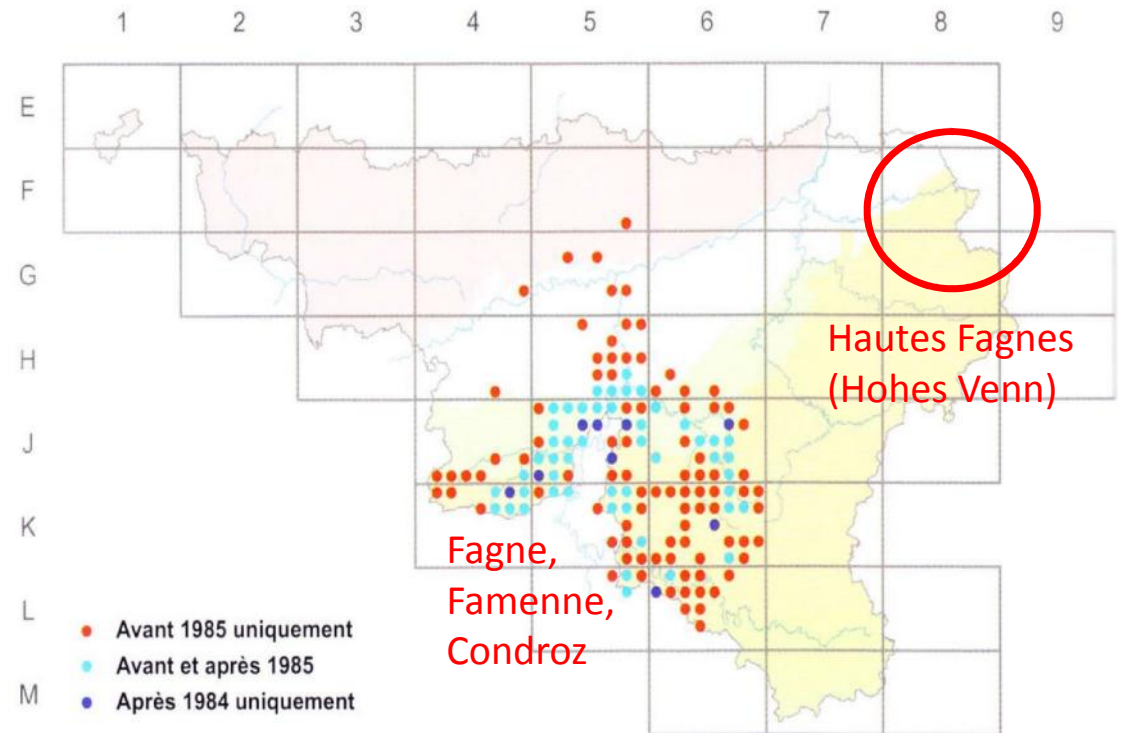 1 2 3 4 5 6 7 8 9
E
F
G
H
J
K
L
M
Hautes Fagnes
(Hohes Venn)
Fagne,
Famenne,
Condroz
Avant 1985 uniquement
Avant et après 1985
Après 1984 uniquement